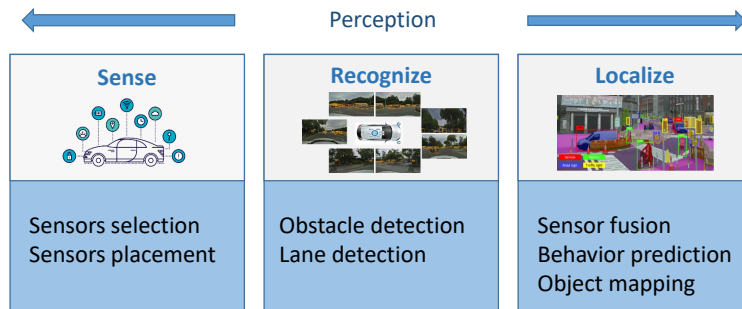 Perception
Sense
Recognize
Localize
Sensors selection
Sensors placement
Obstacle detection
Lane detection
Sensor fusion
Behavior prediction
Object mapping